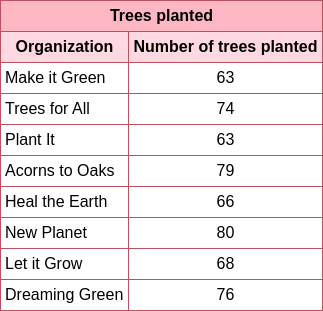 Trees planted
Organization Number of trees planted
Make it Green 63
Trees for All 74
Plant It 63
Acorns to Oaks 79
Heal the Earth 66
New Planet 80
Let it Grow 68
Dreaming Green 76